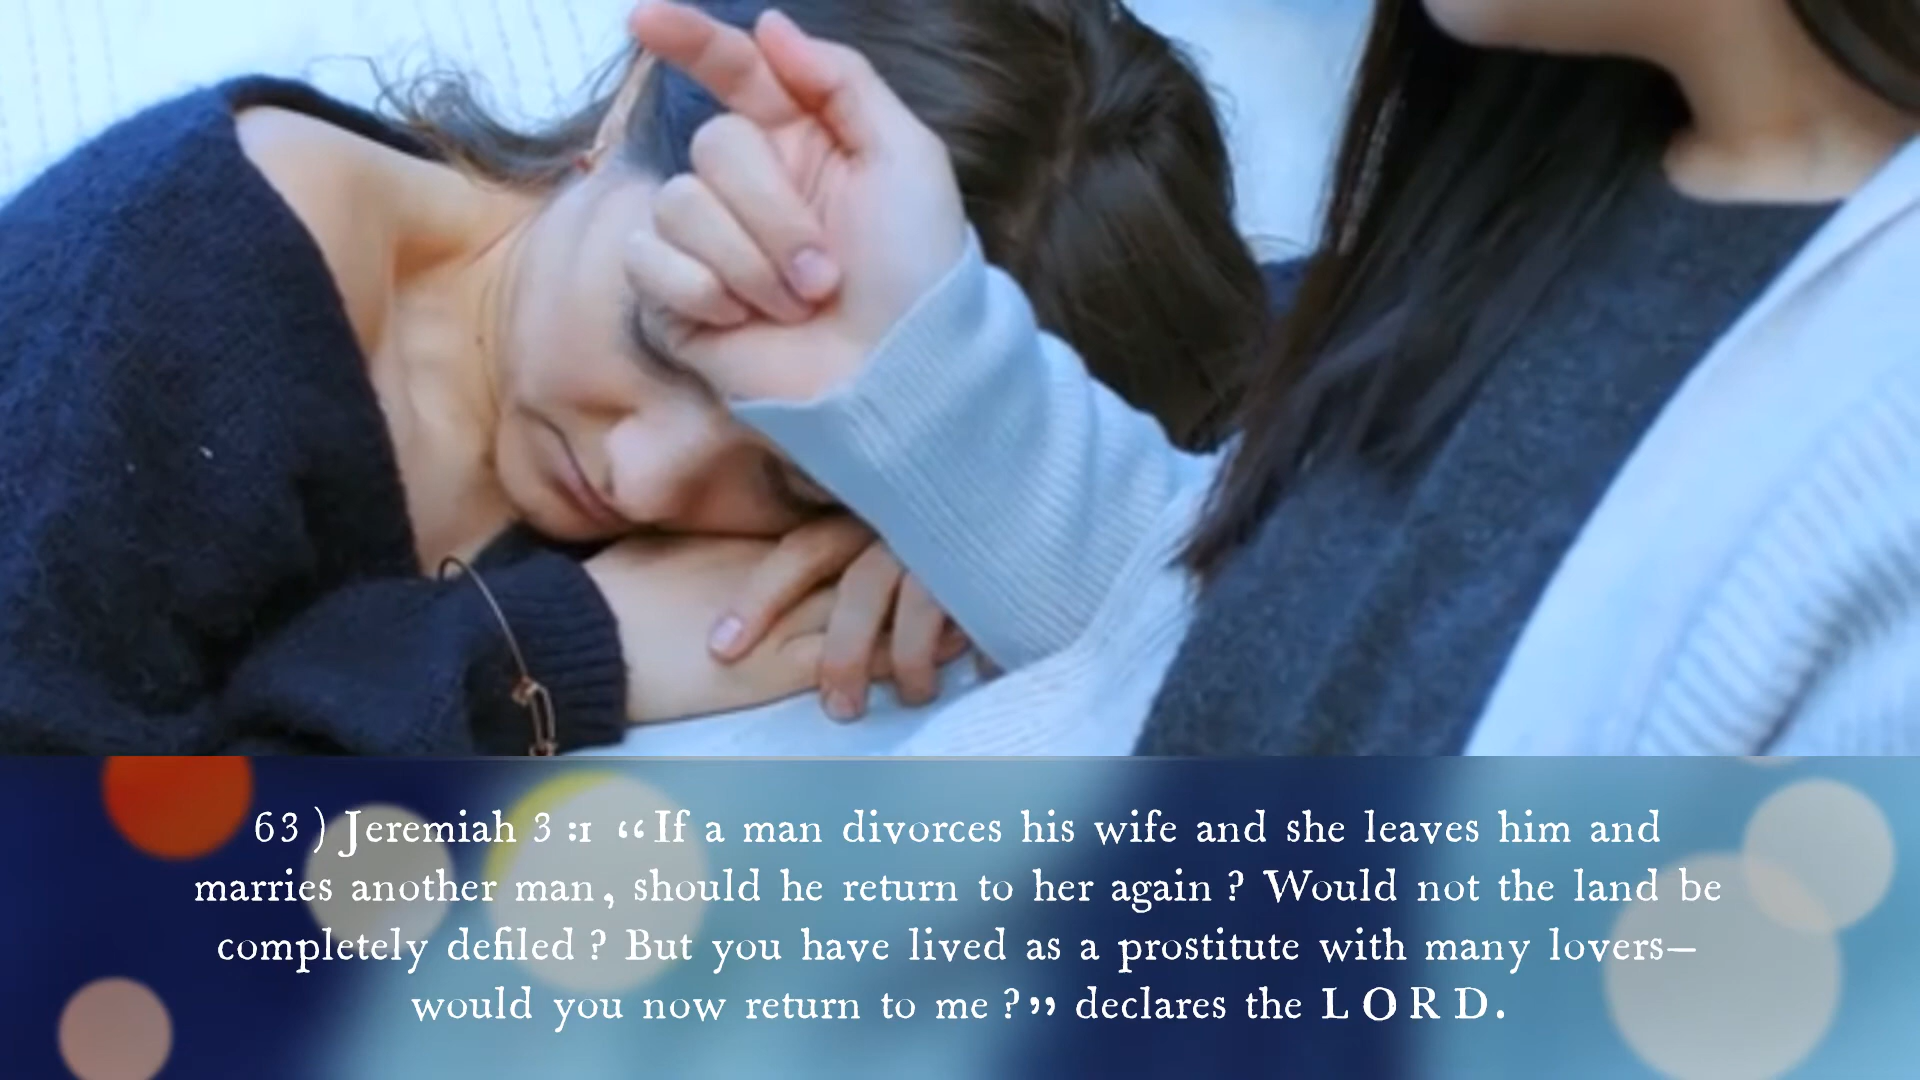 63 ) Jeremiah 3 :1 “If a man divorces his wife and she leaves him and
marries another man, should he return to her again ? Would not the land be
completely defiled ? But you have lived as a prostitute with many lovers—
would you now return to me ?” declares the LORD.